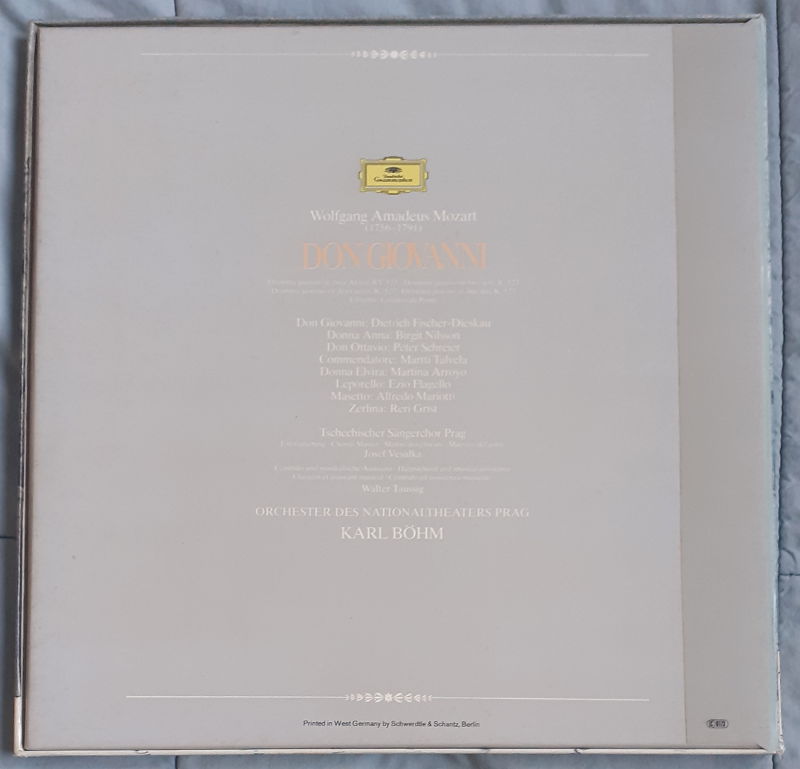 Deutsche
Grammophon
Wolfgang Amadeus Mozart
(1756–1791)
DON GIOVANNI
Don Giovanni: Dietrich Fischer-Dieskau
Donna Anna: Birgit Nilsson
Don Ottavio: Peter Schreier
Commendatore: Martti Talvela
Donna Elvira: Martina Arroyo
Leporello: Ezio Flagello
Masetto: Alfredo Mariotti
Zerlina: Reri Grist
Tschechischer Sängerchor Prag
Josef Veselka
Walter Taussig
ORCHESTER DES NATIONALTHEATERS PRAG
KARL BÖHM
Printed in West Germany by Schwerdtle & Schantz, Berlin